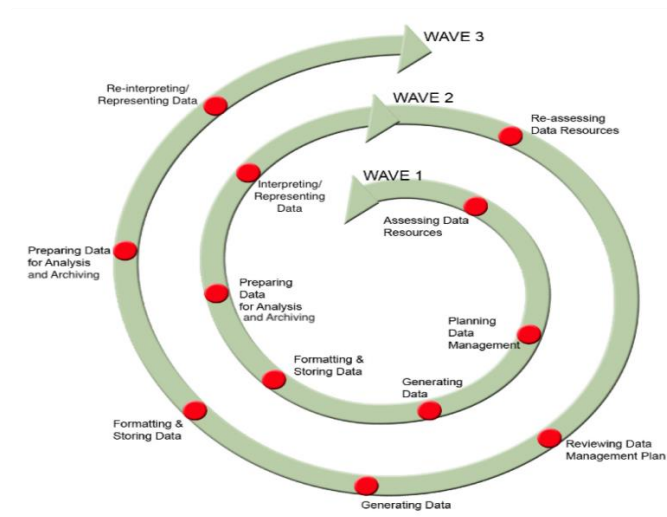 WAVE 3
Re-interpreting/
Representing Data
WAVE 2
Re-assessing
Data Resources
WAVE 1
Interpreting/
Representing
Data
Assessing Data
Resources
Preparing Data
for Analysis
and Archiving
Preparing
Data
for Analysis
and Archiving
Planning
Data
Management
Formatting &
Storing Data
Generating
Data
Formatting &
Storing Data
Reviewing Data
Management Plan
Generating Data